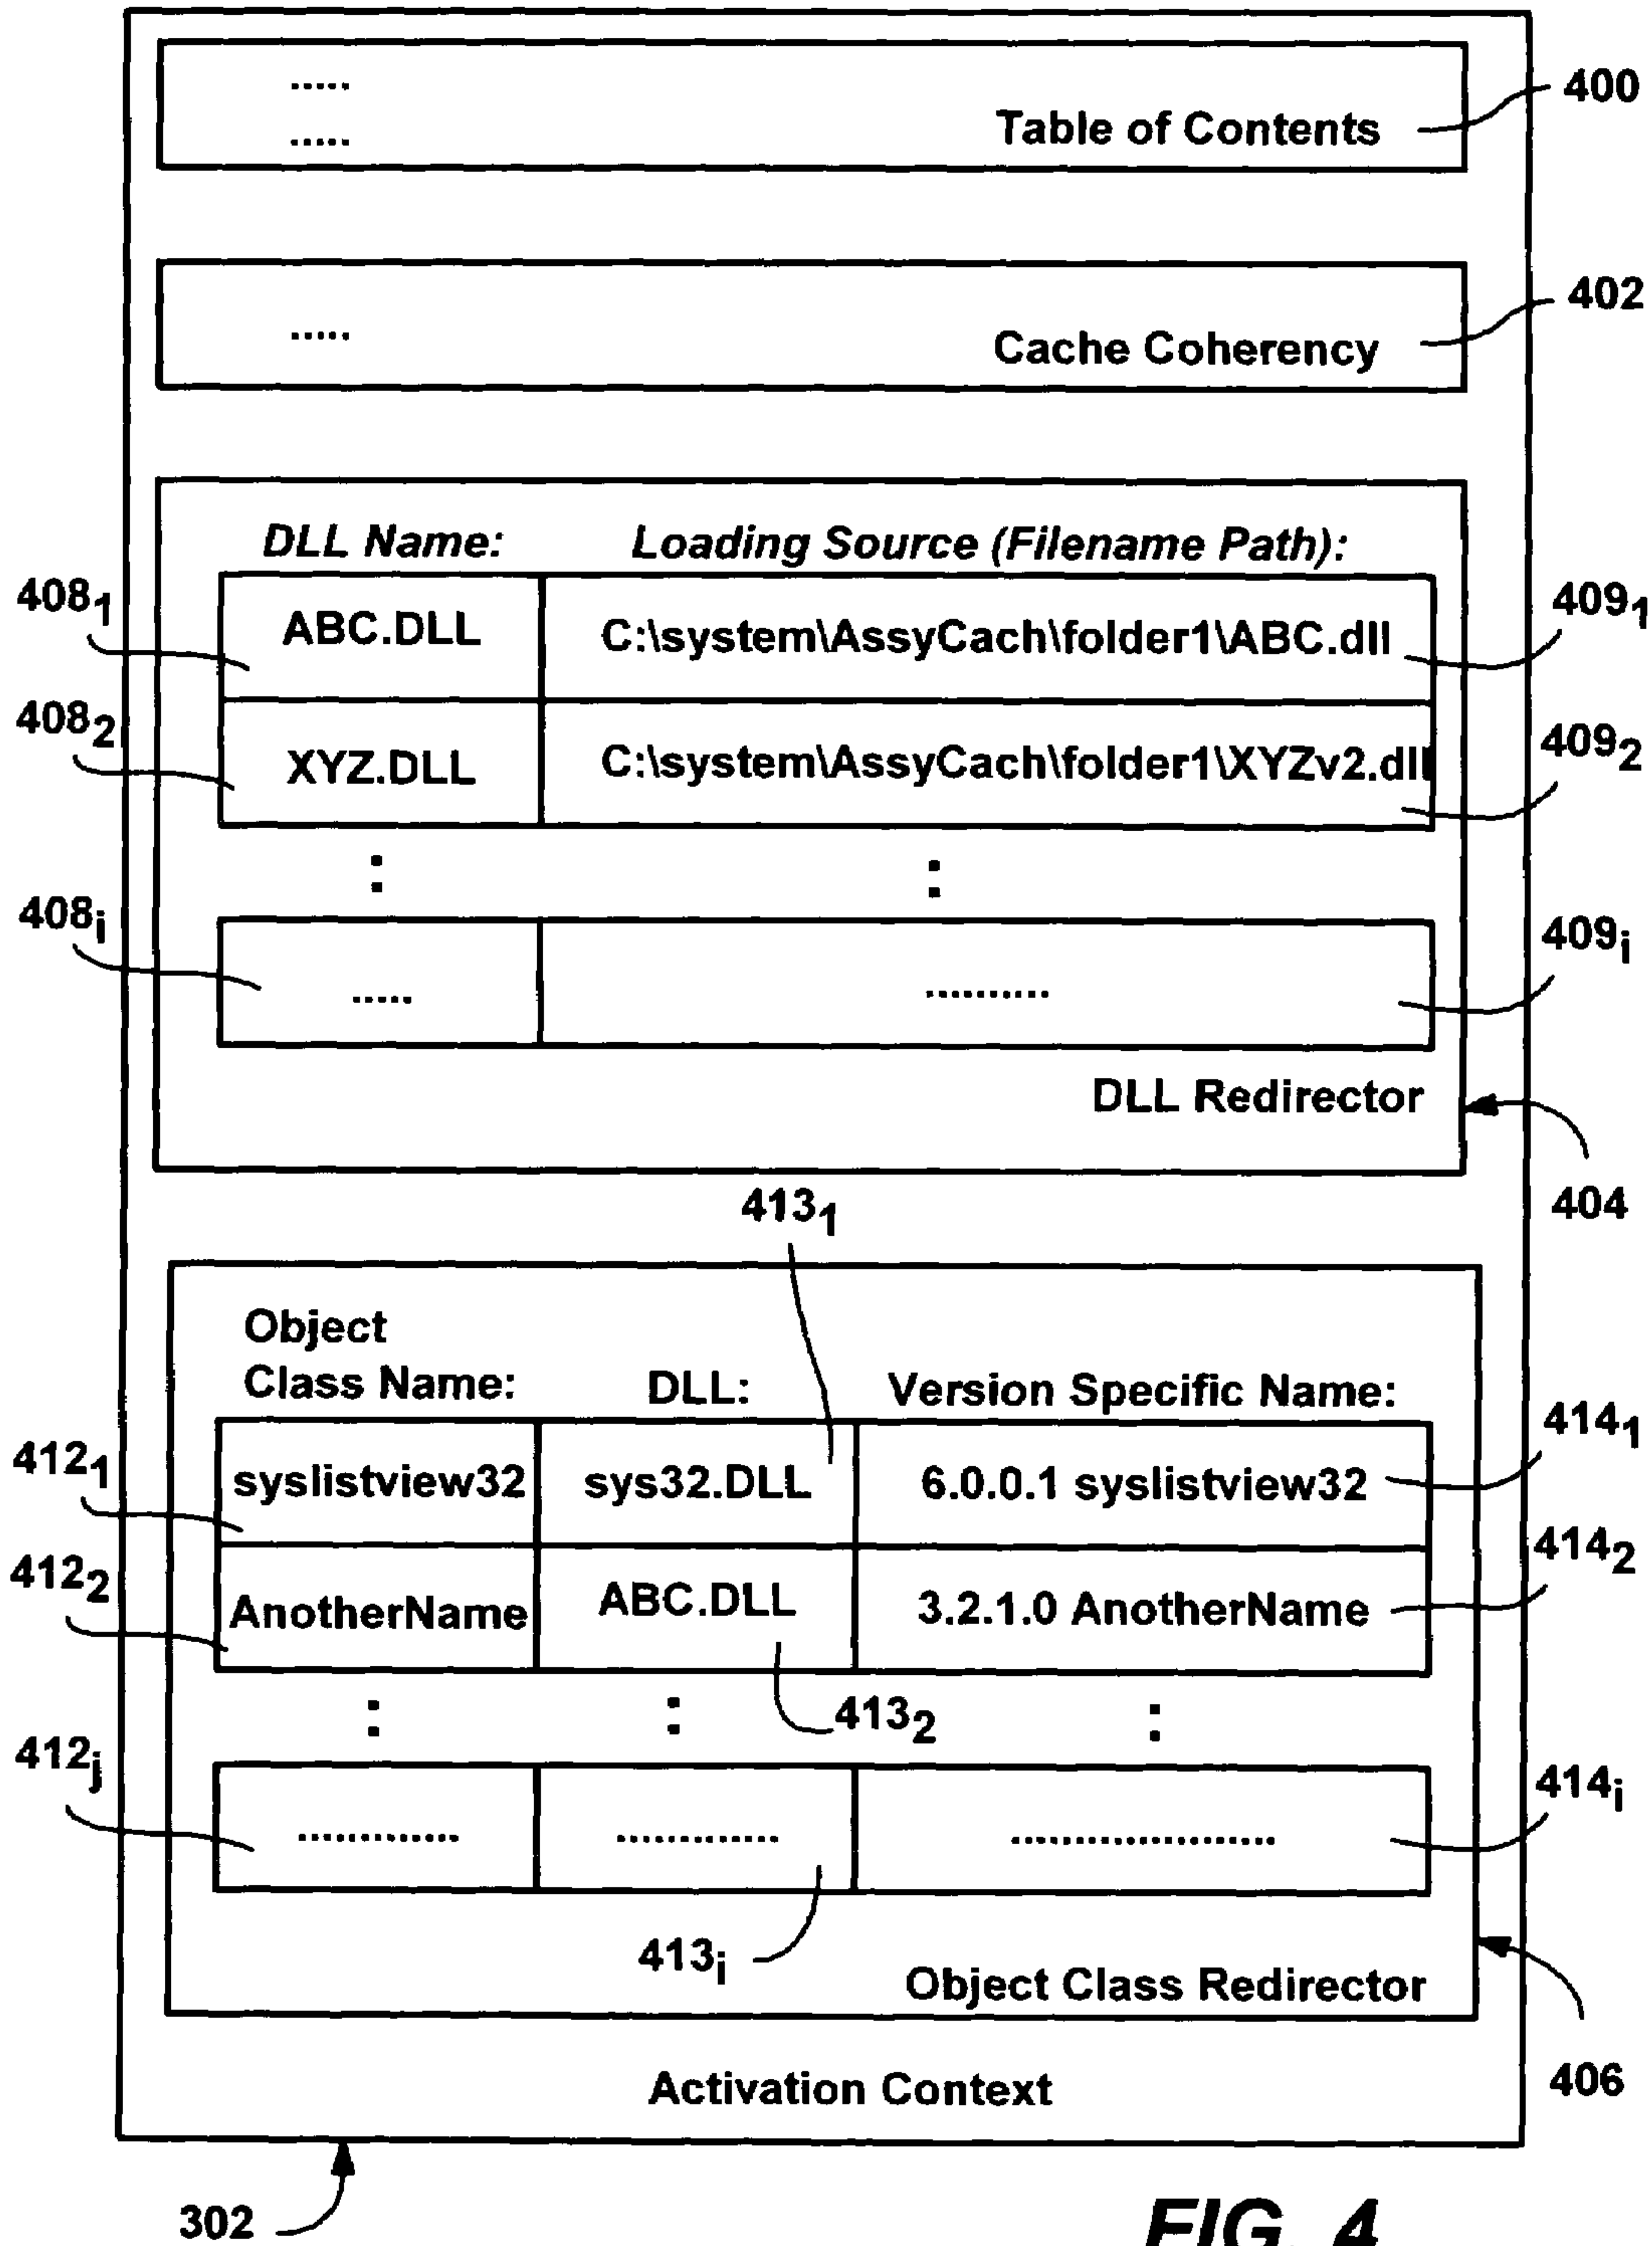 .....
400
..... Table of Contents
402
.....
Cache Coherency
DLL Name: Loading Source (Filename Path):
408₁ ABC.DLL C:\system\AssyCach\folder1\ABC.dll 409₁
408₂ XYZ.DLL C:\system\AssyCach\folder1\XYZv2.dll 409₂
: :
408ᵢ ..... .......... 409ᵢ
DLL Redirector
404
413₁
Object
Class Name: DLL: Version Specific Name:
412₁ syslistview32 sys32.DLL 6.0.0.1 syslistview32 414₁
412₂ AnotherName ABC.DLL 3.2.1.0 AnotherName 414₂
: : :
413₂
412ⱼ ............. ............. ..................... 414ᵢ
413ᵢ
Object Class Redirector
406
Activation Context
302
FIG. 4